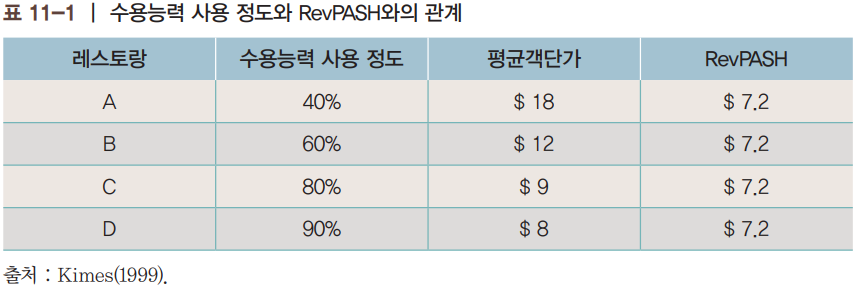 표 11-1 | 수용능력 사용 정도와 RevPASH와의 관계
레스토랑 수용능력 사용 정도 평균객단가 RevPASH
A 40% $ 18 $ 7.2
B 60% $ 12 $ 7.2
C 80% $ 9 $ 7.2
D 90% $ 8 $ 7.2
출처 : Kimes(1999).